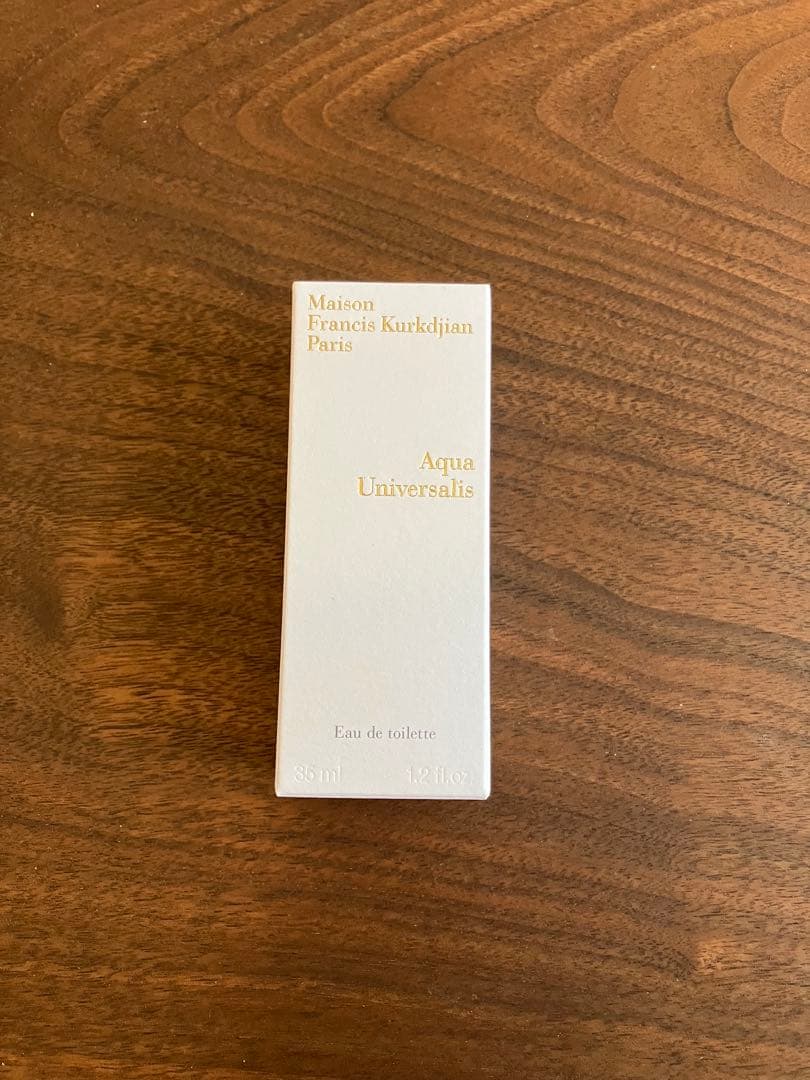 Maison
Francis Kurkdjian
Paris
Aqua
Universalis
Eau de toilette
35 ml 1.2 fl.oz.